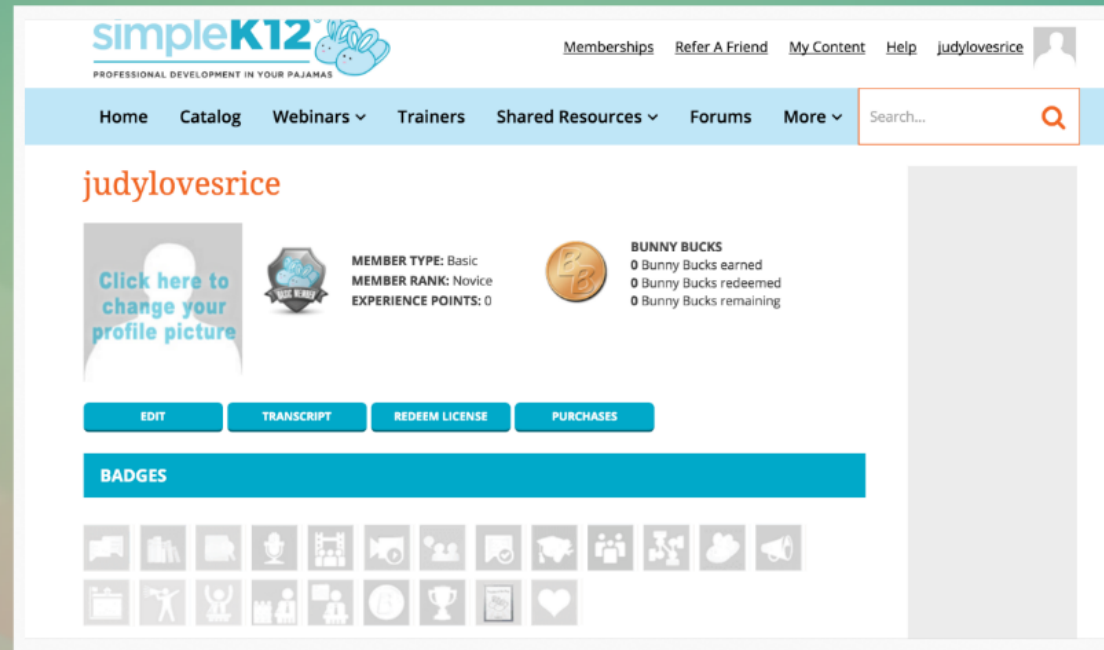 simpleK12
PROFESSIONAL DEVELOPMENT IN YOUR PAJAMAS
Memberships Refer A Friend My Content Help judylovesrice
Home Catalog Webinars Trainers Shared Resources Forums More Search...
judylovesrice
Click here to
change your
profile picture
BASIC MEMBER
MEMBER TYPE: Basic
MEMBER RANK: Novice
EXPERIENCE POINTS: 0
BB
BUNNY BUCKS
0 Bunny Bucks earned
0 Bunny Bucks redeemed
0 Bunny Bucks remaining
EDIT TRANSCRIPT REDEEM LICENSE PURCHASES
BADGES